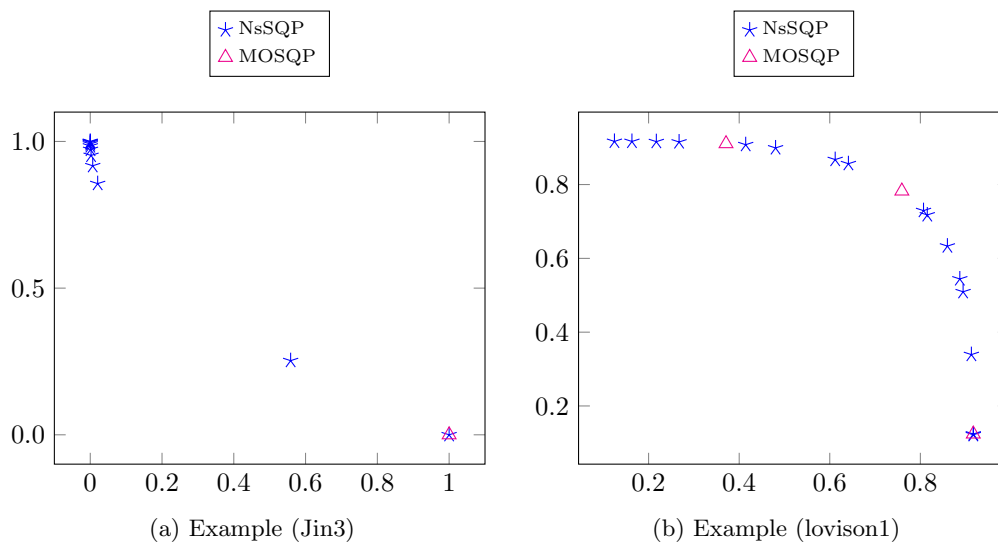 NsSQP
MOSQP
1.0
0.5
0.0
0 0.2 0.4 0.6 0.8 1
(a) Example (Jin3)
NsSQP
MOSQP
0.8
0.6
0.4
0.2
0.2 0.4 0.6 0.8
(b) Example (lovison1)